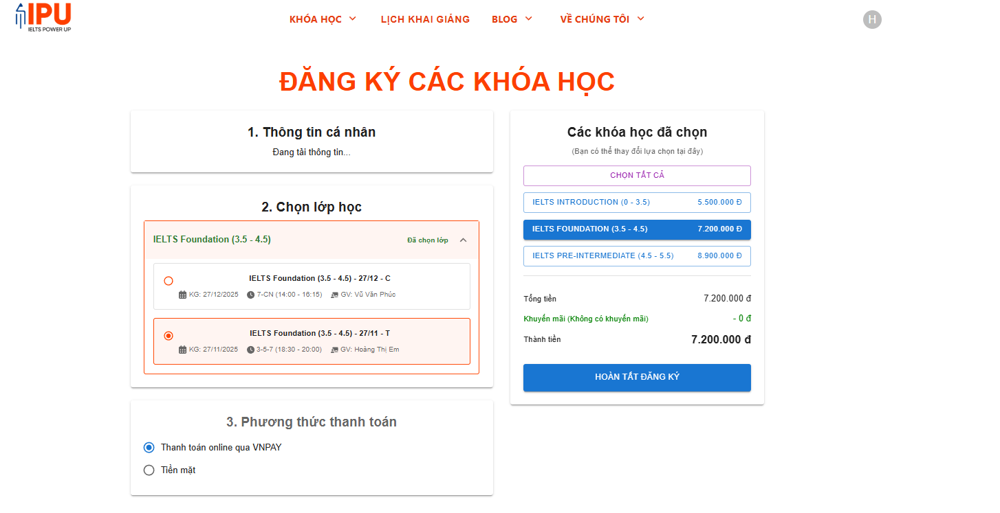 IPU
IELTS POWER UP
KHÓA HỌC
LỊCH KHAI GIẢNG
BLOG
VỀ CHÚNG TÔI
H
ĐĂNG KÝ CÁC KHÓA HỌC
1. Thông tin cá nhân
Đang tải thông tin...
2. Chọn lớp học
IELTS Foundation (3.5 - 4.5)
Đã chọn lớp
IELTS Foundation (3.5 - 4.5) - 27/12 - C
KG: 27/12/2025 7-CN (14:00 - 16:15) GV: Vũ Văn Phúc
IELTS Foundation (3.5 - 4.5) - 27/11 - T
KG: 27/11/2025 3-5-7 (18:30 - 20:00) GV: Hoàng Thị Em
3. Phương thức thanh toán
Thanh toán online qua VNPAY
Tiền mặt
Các khóa học đã chọn
(Bạn có thể thay đổi lựa chọn tại đây)
CHỌN TẤT CẢ
IELTS INTRODUCTION (0 - 3.5) 5.500.000 Đ
IELTS FOUNDATION (3.5 - 4.5) 7.200.000 Đ
IELTS PRE-INTERMEDIATE (4.5 - 5.5) 8.900.000 Đ
Tổng tiền 7.200.000 đ
Khuyến mãi (Không có khuyến mãi) - 0 đ
Thành tiền 7.200.000 đ
HOÀN TẤT ĐĂNG KÝ